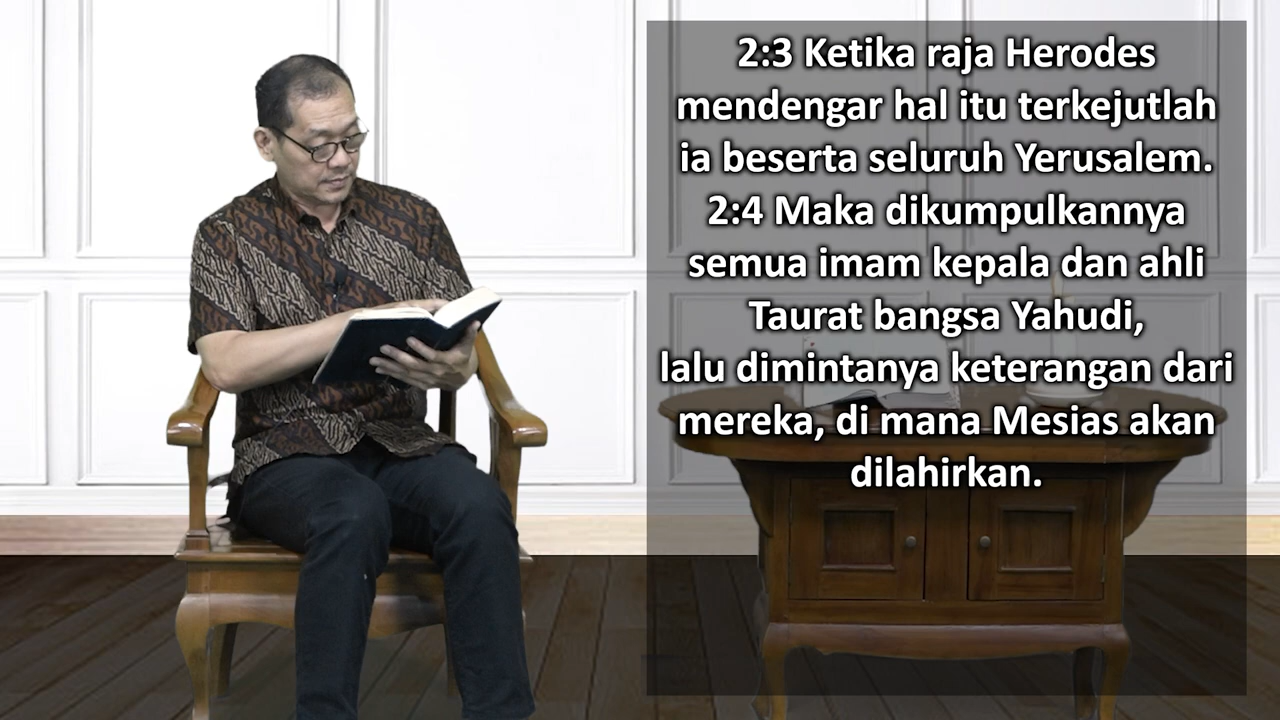 2:3 Ketika raja Herodes
mendengar hal itu terkejutlah
ia beserta seluruh Yerusalem.
2:4 Maka dikumpulkannya
semua imam kepala dan ahli
Taurat bangsa Yahudi,
lalu dimintanya keterangan dari
mereka, di mana Mesias akan
dilahirkan.